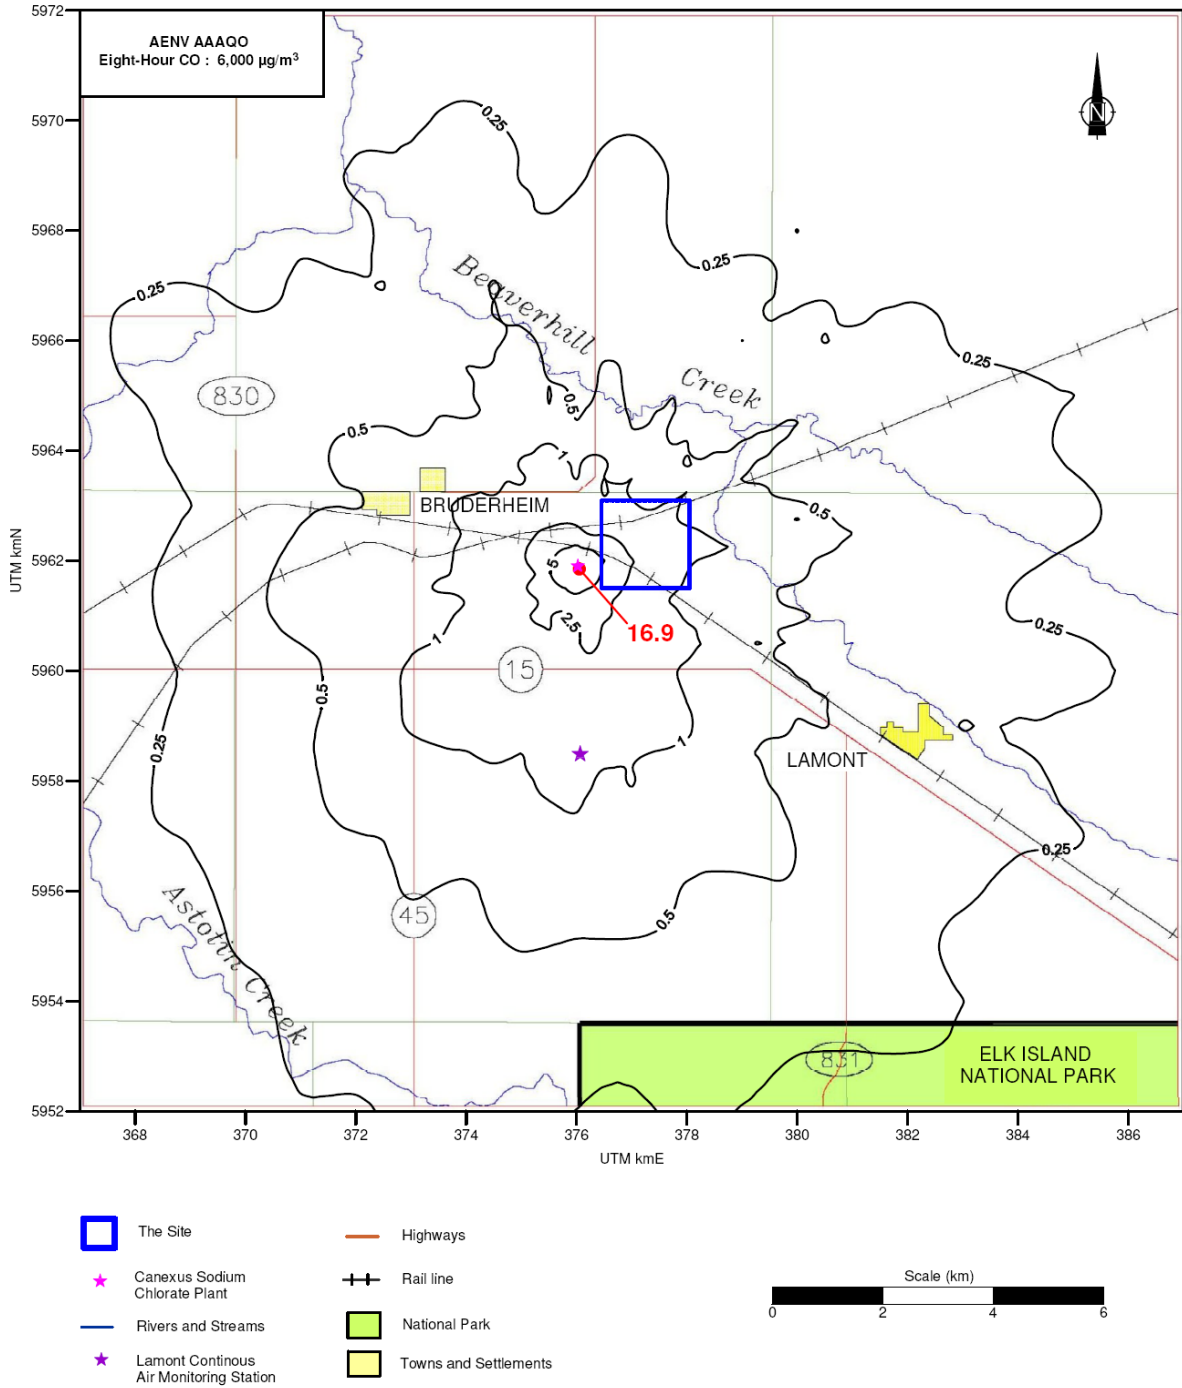 AENV AAAQO
Eight-Hour CO : 6,000 µg/m³
5972
5970
5968
5966
5964
5962
5960
5958
5956
5954
5952
UTM kmN
N
0.25
0.25
0.25
0.25
Beaverhill
Creek
830
0.5
0.5
1
0.5
BRUDERHEIM
5
2.5
16.9
0.25
1
15
0.5
1
0.25
LAMONT
0.25
Astotin Creek
45
0.5
831
ELK ISLAND
NATIONAL PARK
368
370
372
374
376
378
380
382
384
386
UTM kmE
The Site
Highways
Canexus Sodium
Chlorate Plant
Rail line
Rivers and Streams
National Park
Lamont Continous
Air Monitoring Station
Towns and Settlements
Scale (km)
0
2
4
6